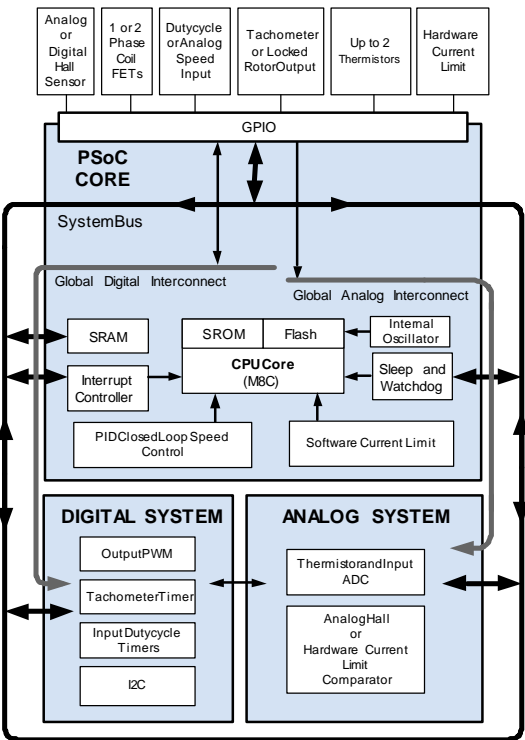 Analog
or
Digital
Hall
Sensor
1 or 2
Phase
Coil
FETs
Dutycycle
orAnalog
Speed
Input
Tachometer
or Locked
RotorOutput
Up to 2
Thermistors
Hardware
Current
Limit
GPIO
PSoC
CORE
SystemBus
Global Digital Interconnect
Global Analog Interconnect
SRAM
SROM
Flash
Internal
Oscillator
CPUCore
(M8C)
Interrupt
Controller
Sleep and
Watchdog
PIDClosedLoop Speed
Control
Software Current Limit
DIGITAL SYSTEM
OutputPWM
TachometerTimer
InputDutycycle
Timers
I2C
ANALOG SYSTEM
ThermistorandInput
ADC
AnalogHall
or
Hardware Current
Limit
Comparator